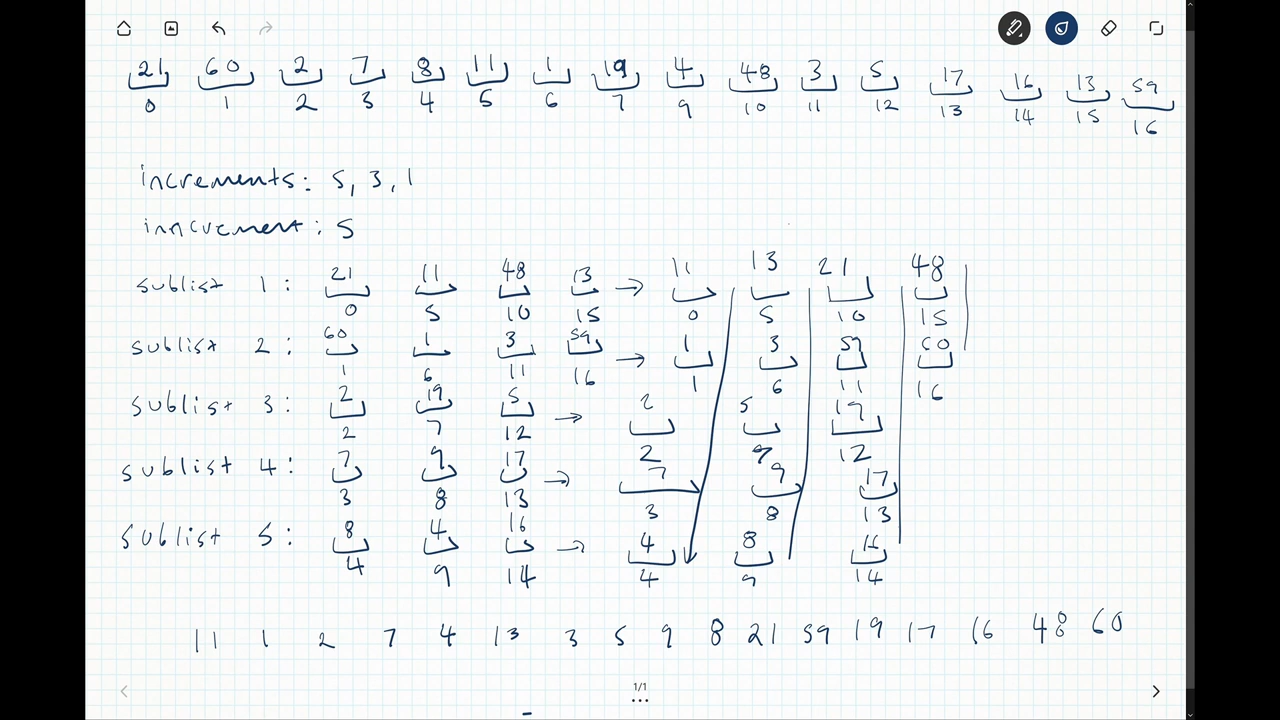 21 60 2 7 8 11 1 19 4 48 3 5 17 16 13 59
0 1 2 3 4 5 6 7 9 10 11 12 13 14 15 16
increments: 5, 3, 1
inncvement: 5
sublist 1: 21 11 48 13 → 11 13 21 48
0 5 10 15 0 5 10 15
sublist 2: 60 1 3 59 → 1 3 59 60
1 6 11 16 1 6 11 16
sublist 3: 2 19 5 → 2 5 19
2 7 12 2 7 12
sublist 4: 7 9 17 → 7 9 17
3 8 13 3 8 13
sublist 5: 8 4 16 → 4 8 16
4 9 14 4 9 14
11 1 2 7 4 13 3 5 9 8 21 59 19 17 16 48 60
1/1